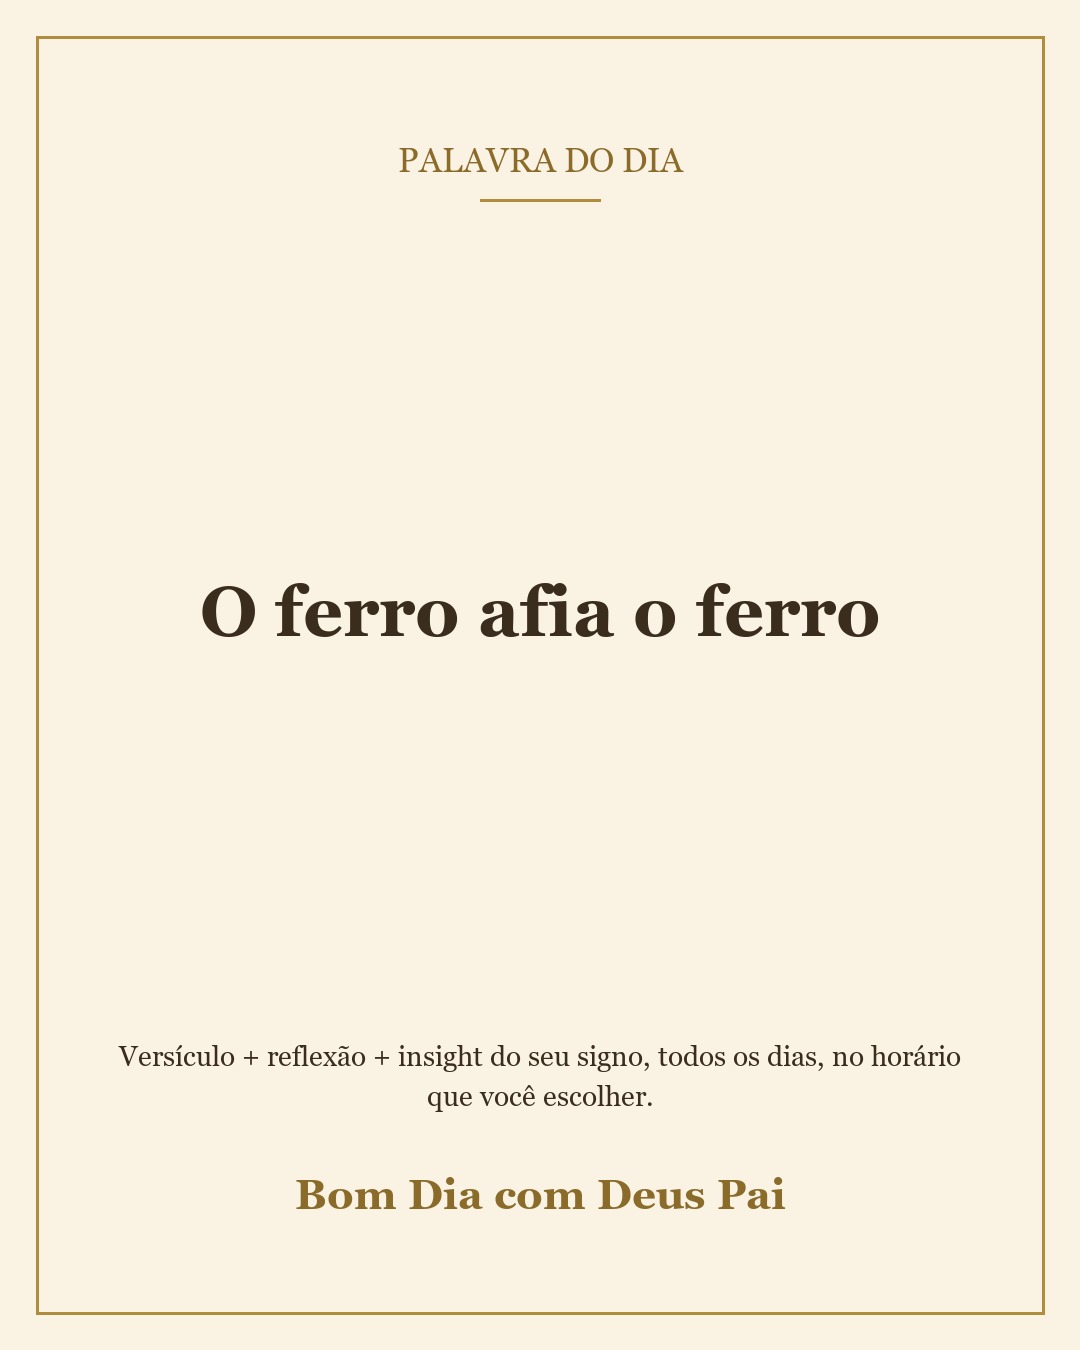 PALAVRA DO DIA
O ferro afia o ferro
Versículo + reflexão + insight do seu signo, todos os dias, no horário
que você escolher.
Bom Dia com Deus Pai